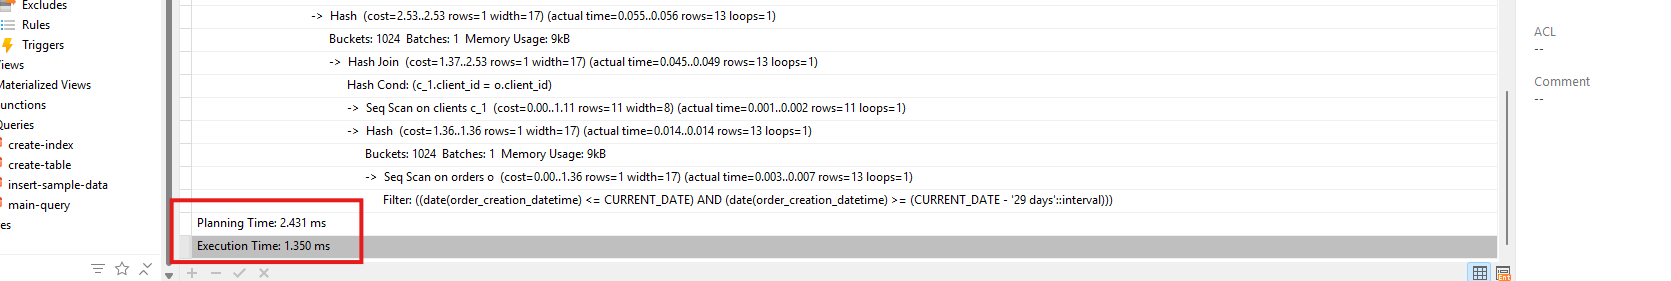 Excludes
Rules
Triggers
Materialized Views
Queries
create-index
create-table
insert-sample-data
main-query
-> Hash (cost=2.53..2.53 rows=1 width=17) (actual time=0.055..0.056 rows=13 loops=1)
Buckets: 1024 Batches: 1 Memory Usage: 9kB
-> Hash Join (cost=1.37..2.53 rows=1 width=17) (actual time=0.045..0.049 rows=13 loops=1)
Hash Cond: (c_1.client_id = o.client_id)
-> Seq Scan on clients c_1 (cost=0.00..1.11 rows=11 width=8) (actual time=0.001..0.002 rows=11 loops=1)
-> Hash (cost=1.36..1.36 rows=1 width=17) (actual time=0.014..0.014 rows=13 loops=1)
Buckets: 1024 Batches: 1 Memory Usage: 9kB
-> Seq Scan on orders o (cost=0.00..1.36 rows=1 width=17) (actual time=0.003..0.007 rows=13 loops=1)
Filter: ((date(order_creation_datetime) <= CURRENT_DATE) AND (date(order_creation_datetime) >= (CURRENT_DATE - '29 days'::interval)))
Planning Time: 2.431 ms
Execution Time: 1.350 ms
ACL
--
Comment
--